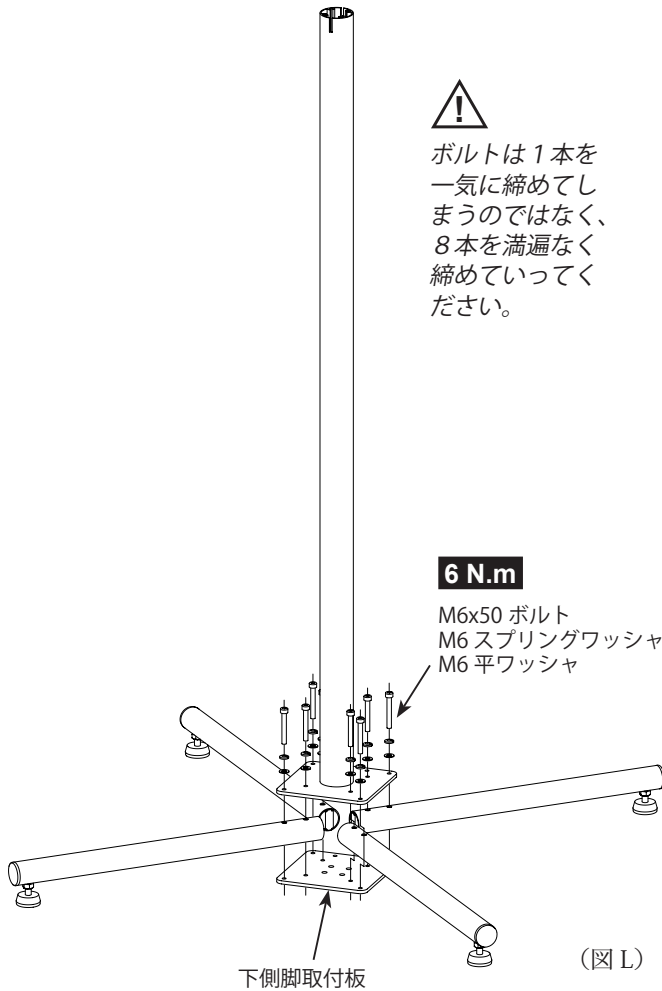 ボルトは 1 本を
一気に締めてし
まうのではなく、
８本を満遍なく
締めていってく
ださい。
6 N.m
M6x50 ボルト
M6 スプリングワッシャ
M6 平ワッシャ
下側脚取付板
（図 L）